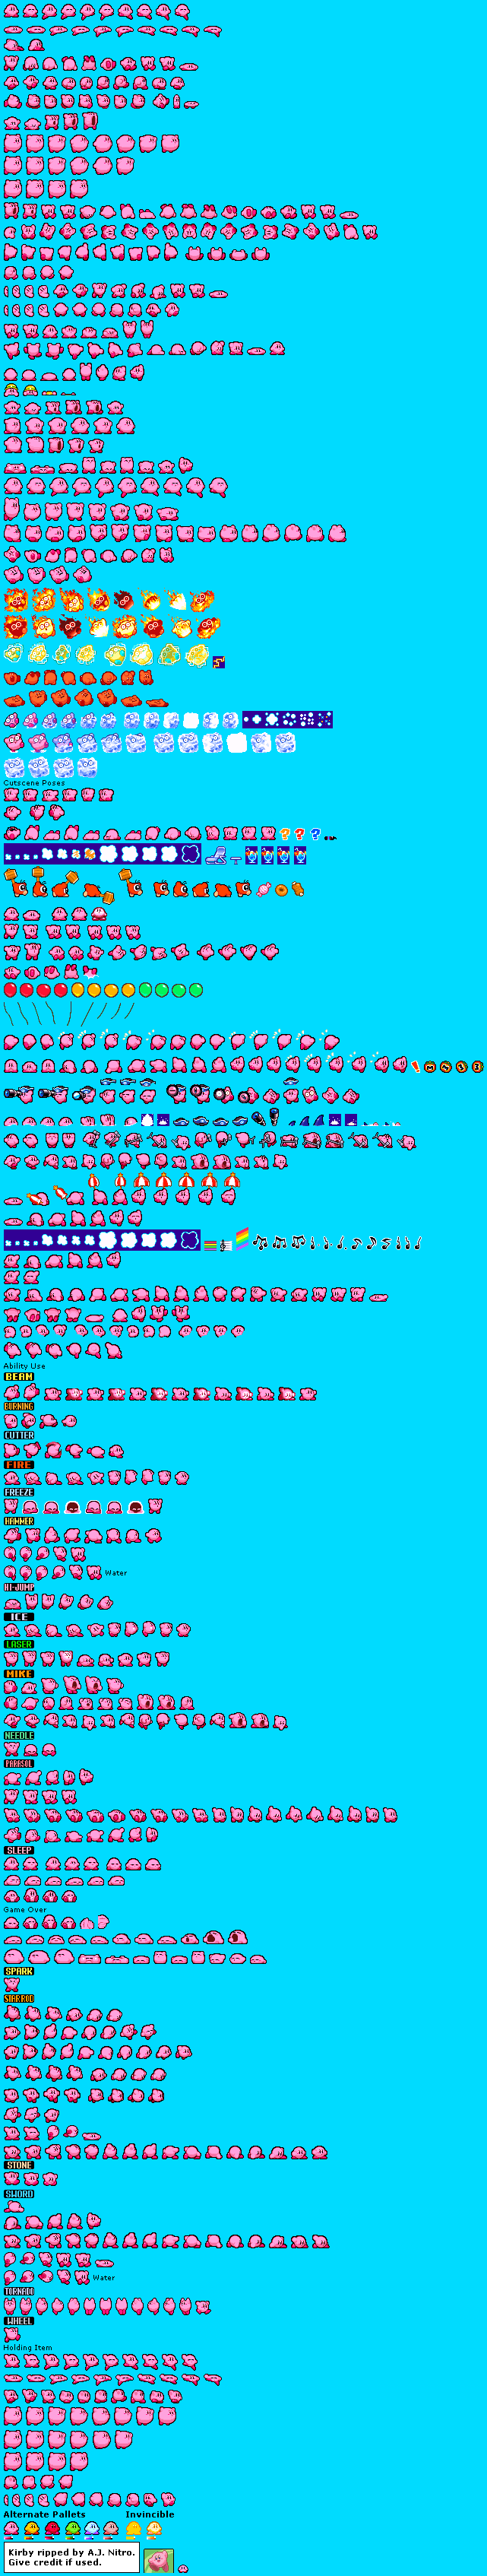 Cutscene Poses
Ability Use
BEAM
BURNING
CUTTER
FIRE
FREEZE
HAMMER
Water
HI-JUMP
ICE
LASER
MIKE
NEEDLE
PARASOL
SLEEP
Game Over
SPARK
STAR ROD
STONE
SWORD
Water
TORNADO
WHEEL
Holding Item
Alternate Pallets Invincible
Kirby ripped by A.J. Nitro.
Give credit if used.